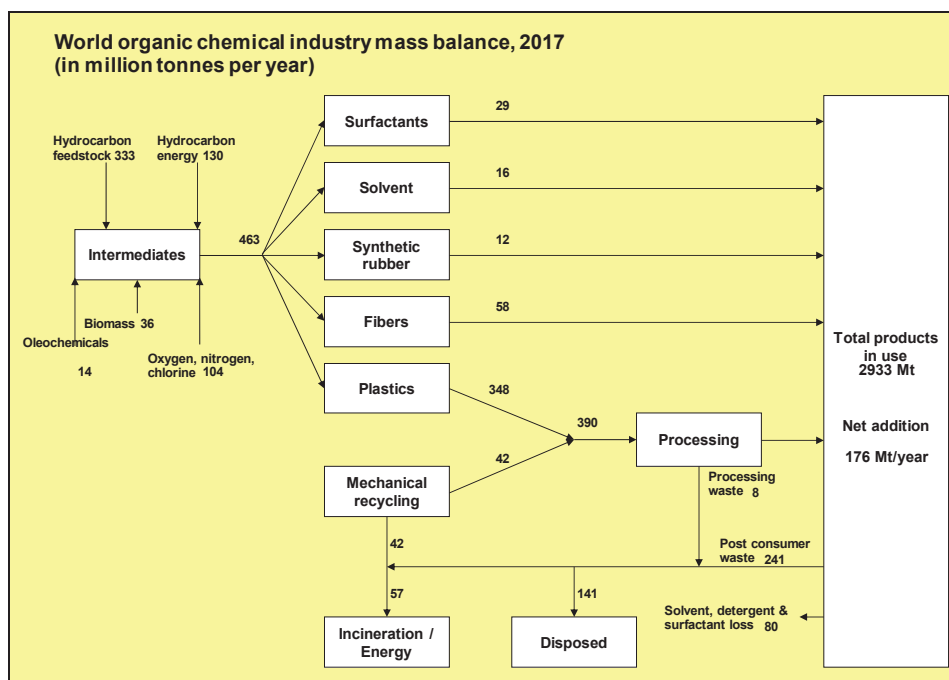 World organic chemical industry mass balance, 2017
(in million tonnes per year)
Surfactants
29
Hydrocarbon
feedstock 333
Hydrocarbon
energy 130
Solvent
16
Intermediates
463
Synthetic
rubber
12
Biomass 36
Oleochemicals
14
Oxygen, nitrogen,
chlorine 104
Fibers
58
Plastics
348
390
Processing
42
Mechanical
recycling
Processing
waste 8
42
Post consumer
waste 241
57
141
Incineration /
Energy
Disposed
Solvent, detergent &
surfactant loss 80
Total products
in use
2933 Mt
Net addition
176 Mt/year